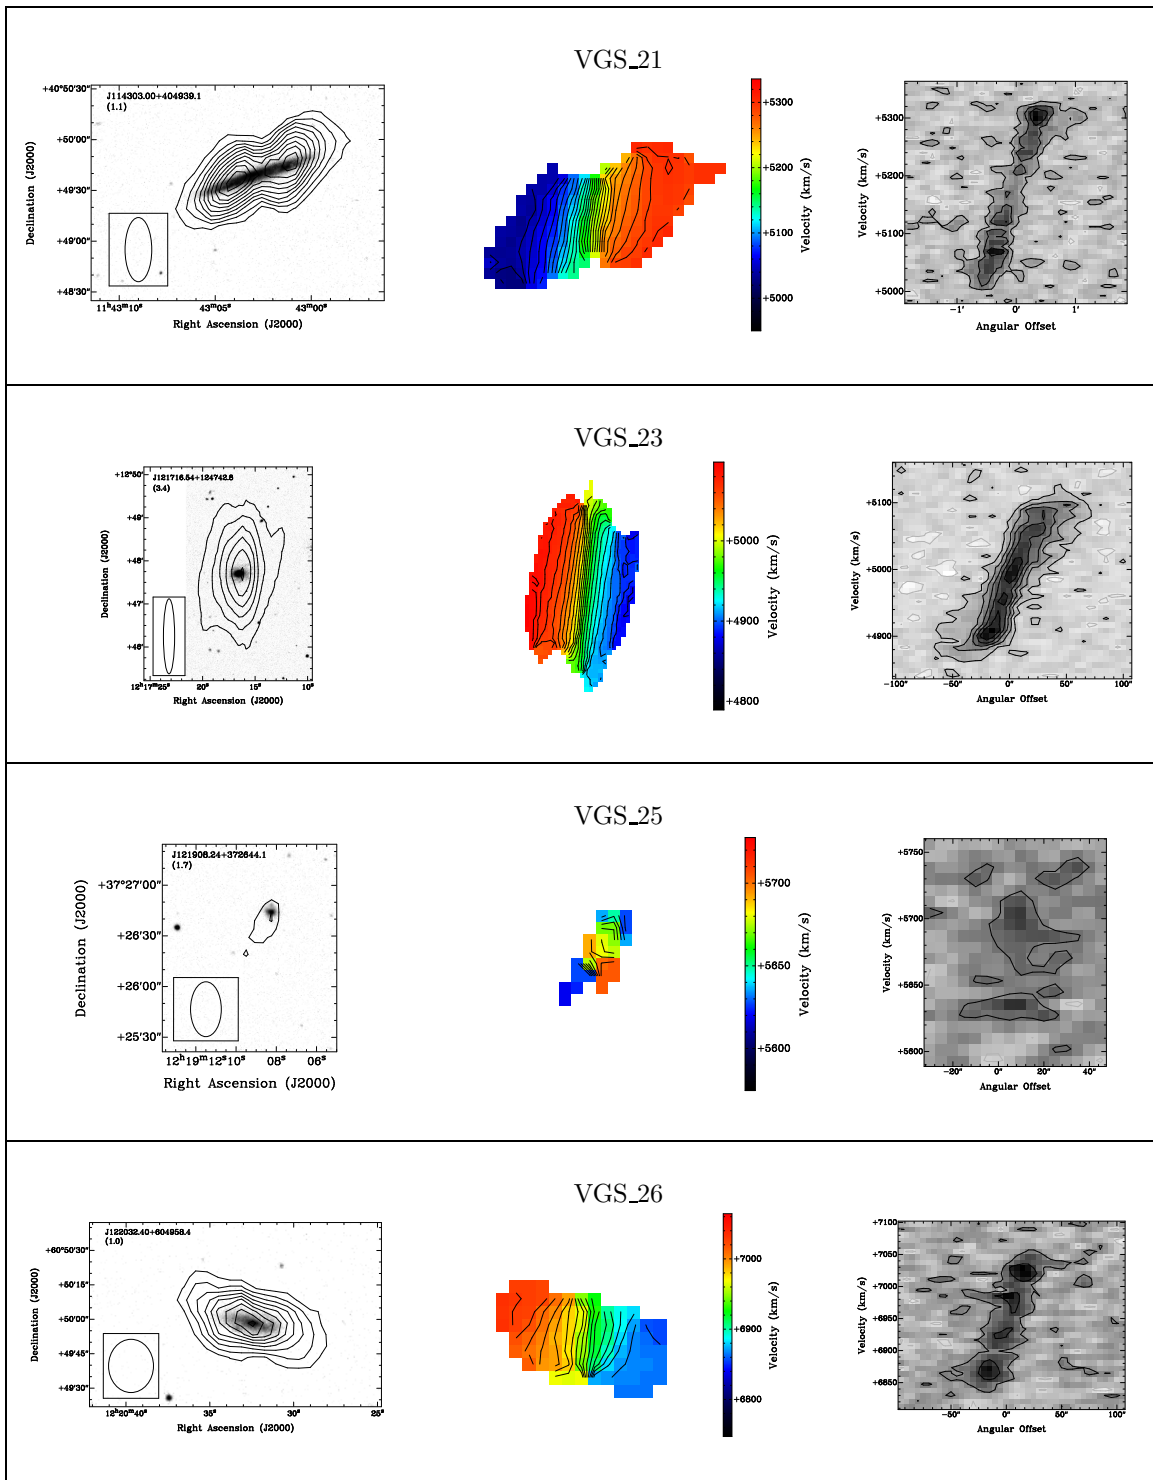 VGS_21
J114303.00+404939.1
(1.1)
+40°50'30"
+50'00"
+49'30"
+49'00"
+48'30"
Declination (J2000)
11ʰ43ᵐ10ˢ
43ᵐ05ˢ
43ᵐ00ˢ
Right Ascension (J2000)
+5300
+5200
+5100
+5000
Velocity (km/s)
+5300
+5200
+5100
+5000
Velocity (km/s)
−1'
0'
1'
Angular Offset
VGS_23
J121716.54+124742.8
(3.4)
+12°50'
+49'
+48'
+47'
+48'
Declination (J2000)
12ʰ17ᵐ25ˢ
20ˢ
15ˢ
10ˢ
Right Ascension (J2000)
+5000
+4900
+4800
Velocity (km/s)
+5100
+5000
+4900
Velocity (km/s)
−100"
−50"
0"
50"
100"
Angular Offset
VGS_25
J121908.24+372644.1
(1.7)
+37°27'00"
+26'30"
+26'00"
+25'30"
Declination (J2000)
12ʰ19ᵐ12ˢ
10ˢ
08ˢ
06ˢ
Right Ascension (J2000)
+5700
+5650
+5600
Velocity (km/s)
+5750
+5700
+5650
+5600
Velocity (km/s)
−20"
0"
20"
40"
Angular Offset
VGS_26
J122032.40+604958.4
(1.0)
+60°50'30"
+50'15"
+50'00"
+49'45"
+49'30"
Declination (J2000)
12ʰ20ᵐ40ˢ
35ˢ
30ˢ
25ˢ
Right Ascension (J2000)
+7000
+6900
+6800
Velocity (km/s)
+7100
+7050
+7000
+6950
+6900
+6850
Velocity (km/s)
−50"
0"
50"
100"
Angular Offset